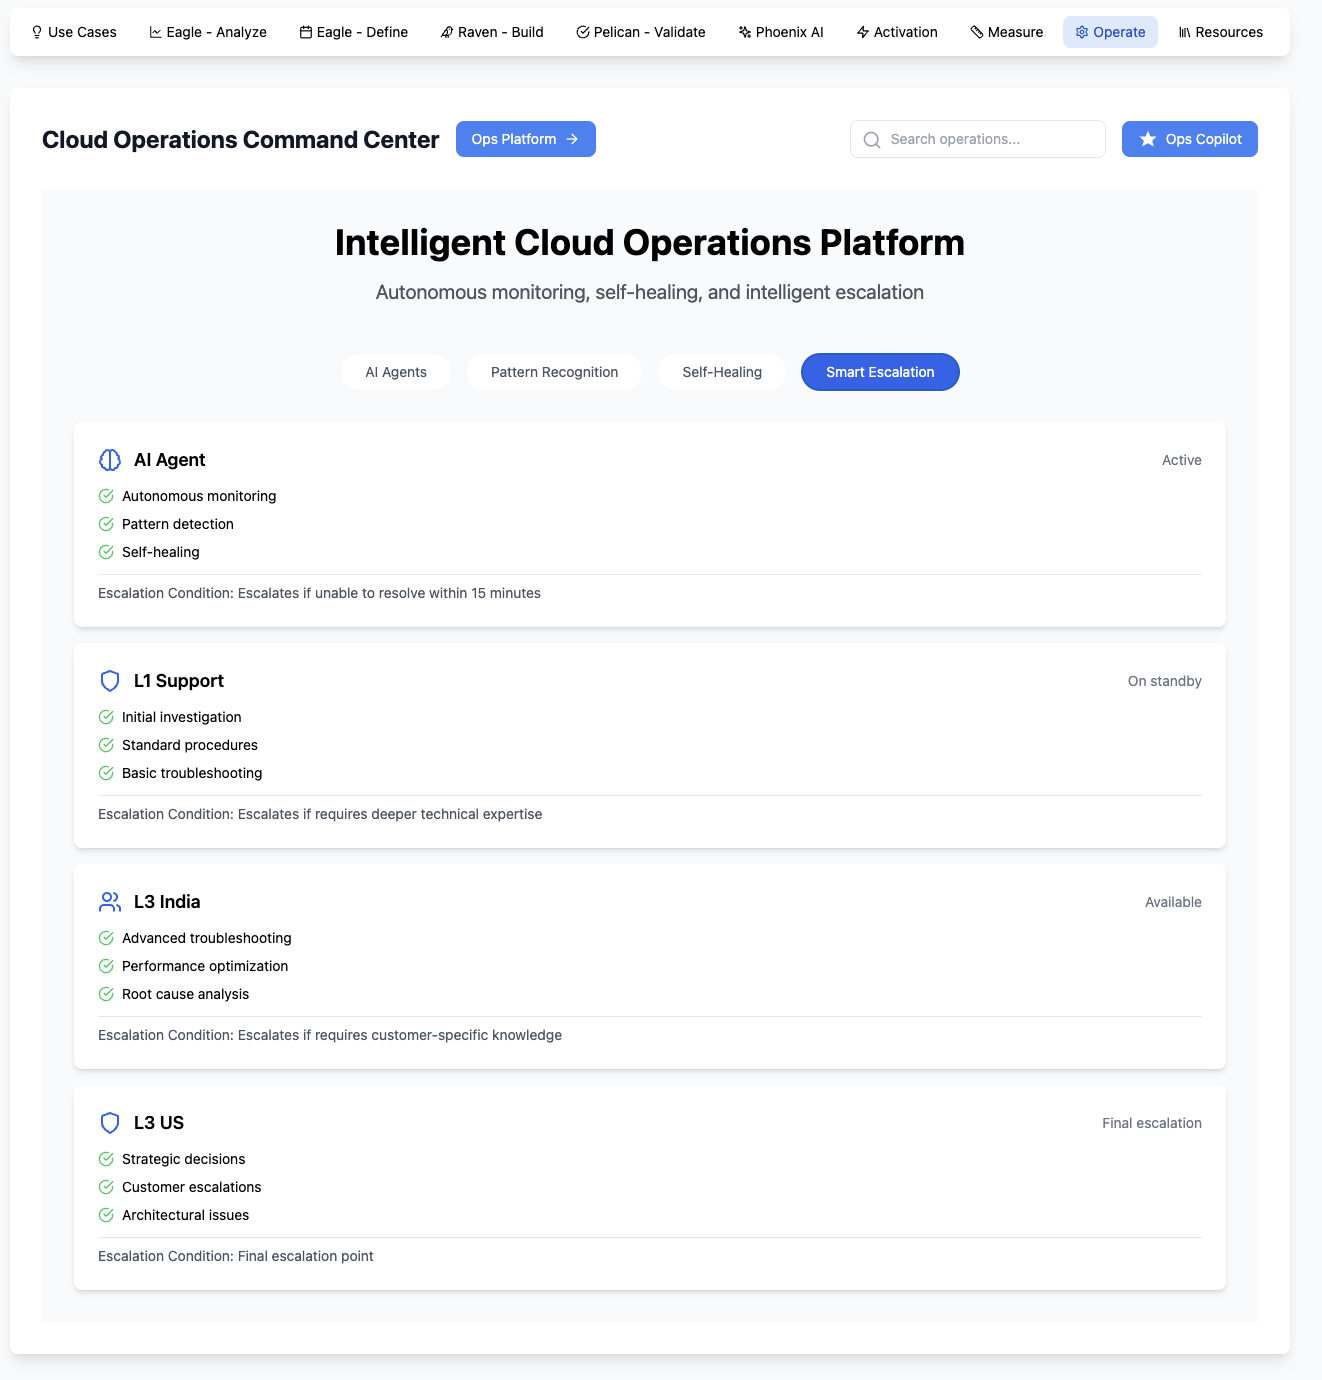 Use Cases
Eagle - Analyze
Eagle - Define
Raven - Build
Pelican - Validate
Phoenix AI
Activation
Measure
Operate
Resources
Cloud Operations Command Center
Ops Platform
Search operations...
Ops Copilot
Intelligent Cloud Operations Platform
Autonomous monitoring, self-healing, and intelligent escalation
AI Agents
Pattern Recognition
Self-Healing
Smart Escalation
AI Agent
Active
Autonomous monitoring
Pattern detection
Self-healing
Escalation Condition: Escalates if unable to resolve within 15 minutes
L1 Support
On standby
Initial investigation
Standard procedures
Basic troubleshooting
Escalation Condition: Escalates if requires deeper technical expertise
L3 India
Available
Advanced troubleshooting
Performance optimization
Root cause analysis
Escalation Condition: Escalates if requires customer-specific knowledge
L3 US
Final escalation
Strategic decisions
Customer escalations
Architectural issues
Escalation Condition: Final escalation point